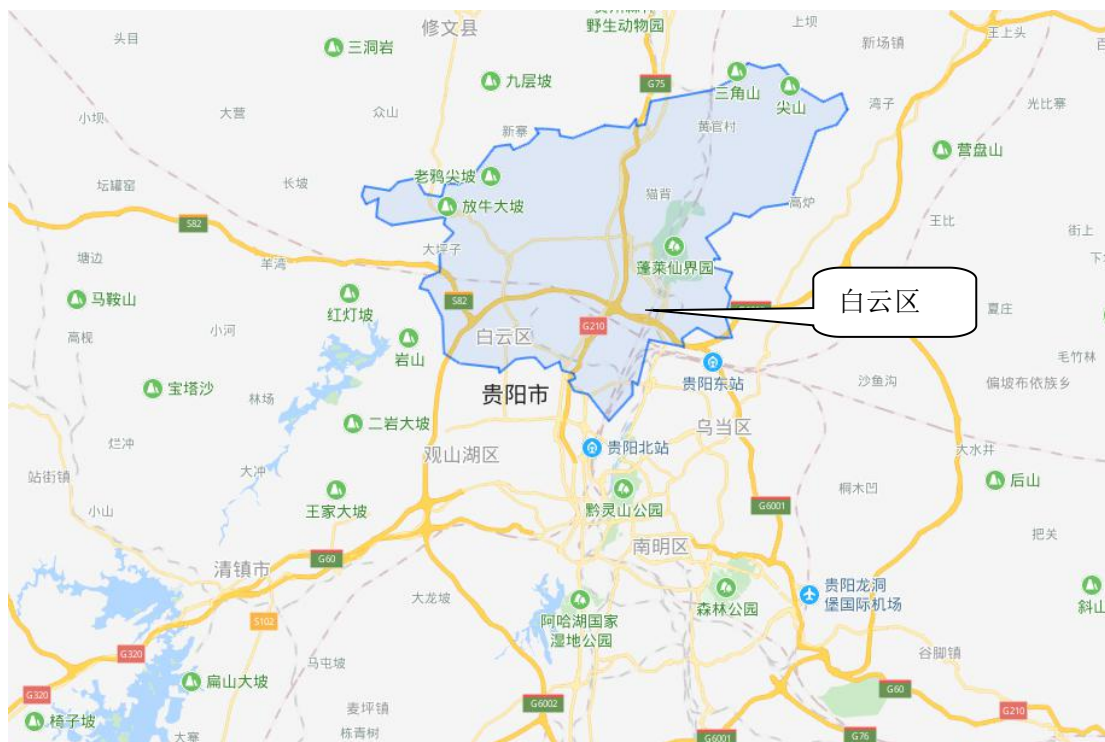 头目
修文县
野生动物园
上坝
王上头
三洞岩
新场镇
九层坡
G75
三角山
尖山
大营
众山
小坝
新寨
黄官村
湾子
光比寨
营盘山
老鸦尖坡
长坡
坛罐窑
放牛大坡
猫背
高炉
王比
S82
街上
大坪子
羊湾
塘边
蓬莱仙界园
马鞍山
红灯坡
S82
白云区
夏庄
小河
G210
高枧
岩山
白云区
毛竹林
贵阳东站
沙鱼沟
偏坡布依族乡
宝塔沙
贵阳市
林场
二岩大坡
乌当区
烂冲
观山湖区
贵阳北站
大水井
站街镇
大冲
后山
桐木凹
王家大坡
黔灵山公园
小山
G6001
把关
南明区
G60
清镇市
贵阳龙洞
堡国际机场
大龙坡
森林公园
斜山
阿哈湖国家
湿地公园
S102
G320
谷脚镇
马屯坡
扁山大坡
G320
G60
麦坪镇
G6002
G210
椅子坡
大寨
栋青树
G6001
G76